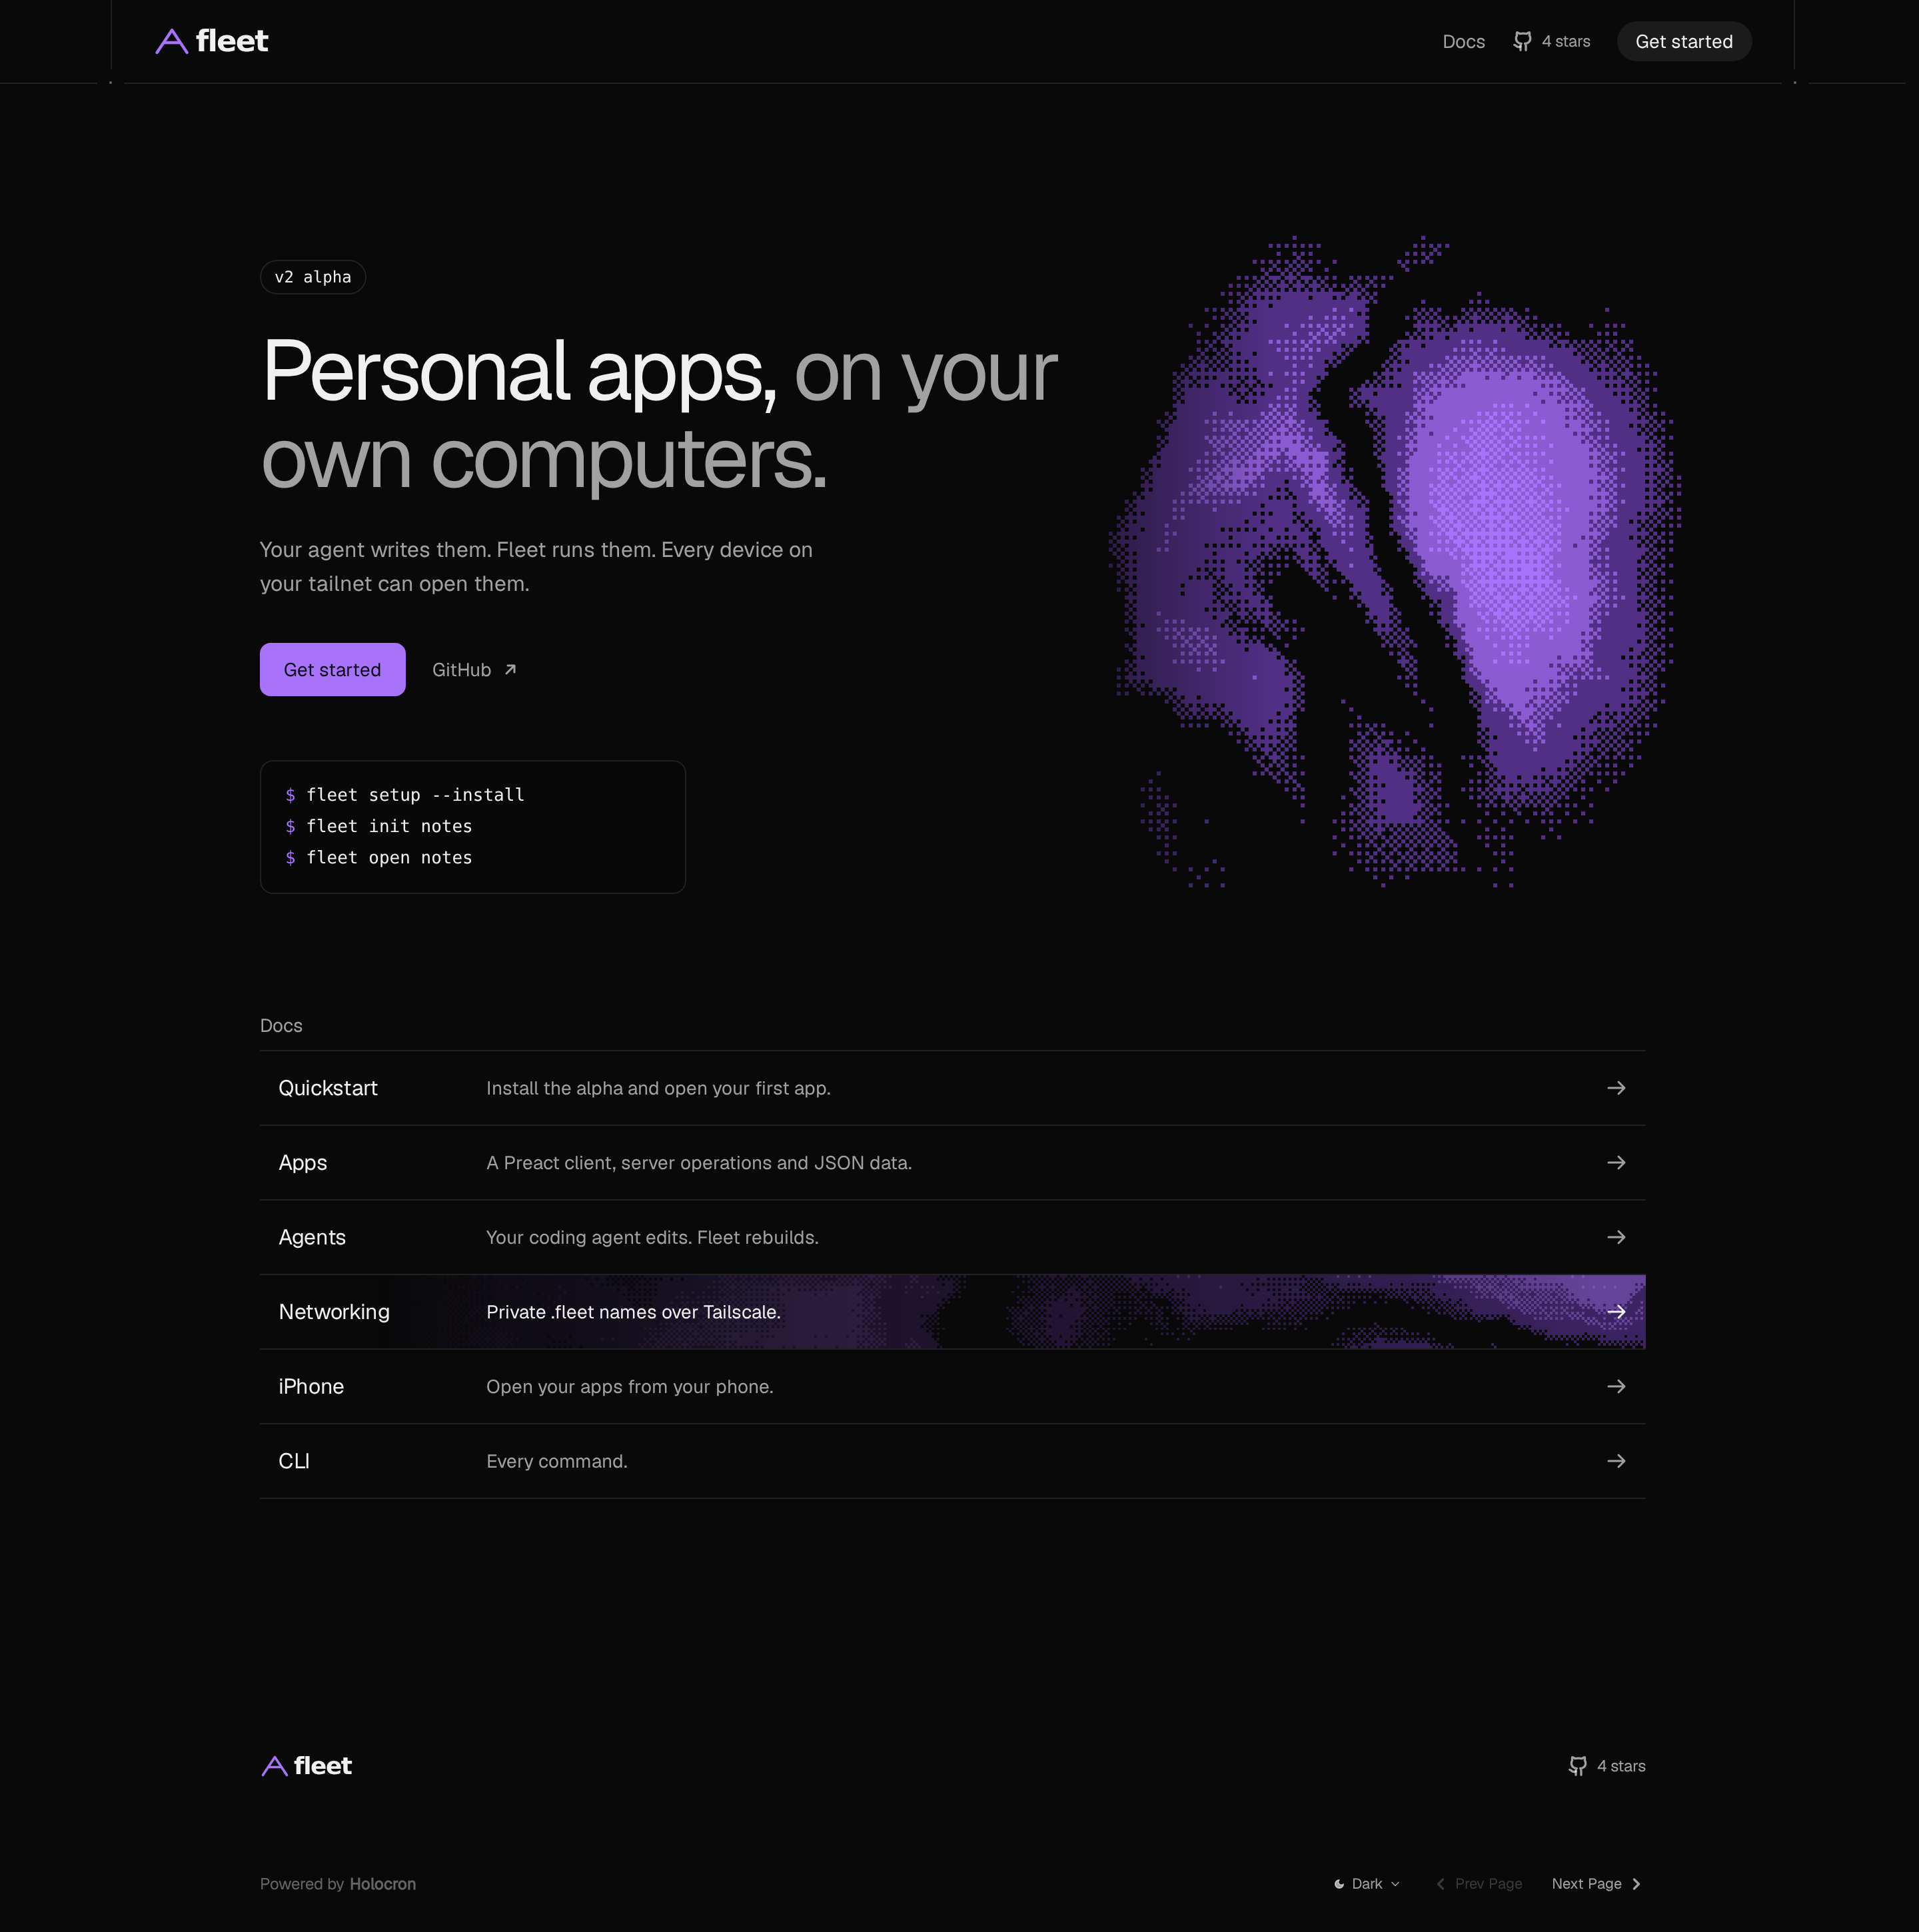 fleet
Docs
4 stars
Get started
v2 alpha
Personal apps, on your
own computers.
Your agent writes them. Fleet runs them. Every device on
your tailnet can open them.
Get started
GitHub
$ fleet setup --install
$ fleet init notes
$ fleet open notes
Docs
Quickstart
Install the alpha and open your first app.
Apps
A Preact client, server operations and JSON data.
Agents
Your coding agent edits. Fleet rebuilds.
Networking
Private .fleet names over Tailscale.
iPhone
Open your apps from your phone.
CLI
Every command.
fleet
4 stars
Powered by Holocron
Dark
Prev Page
Next Page